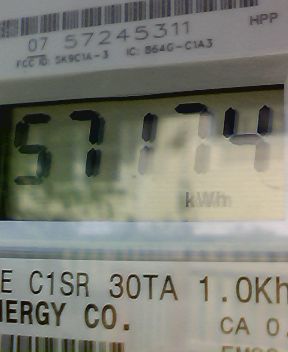 HPP
07 57245311
FCC ID: SK9C1A-3 IC: 864G-C1A3
57174
kWh
E C1SR 30TA 1.0Kh
NERGY CO.
CA 0.